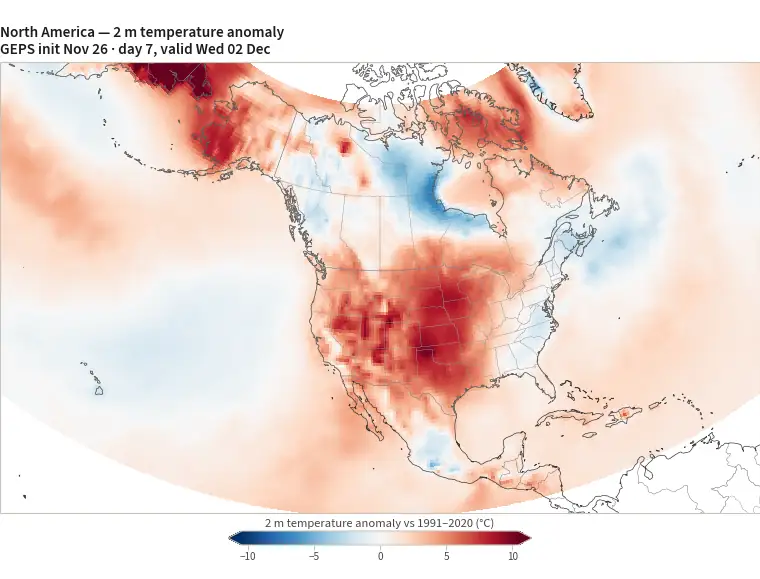 North America — 2 m temperature anomaly
GEPS init Nov 26 · day 7, valid Wed 02 Dec
2 m temperature anomaly vs 1991–2020 (°C)
−10 −5 0 5 10